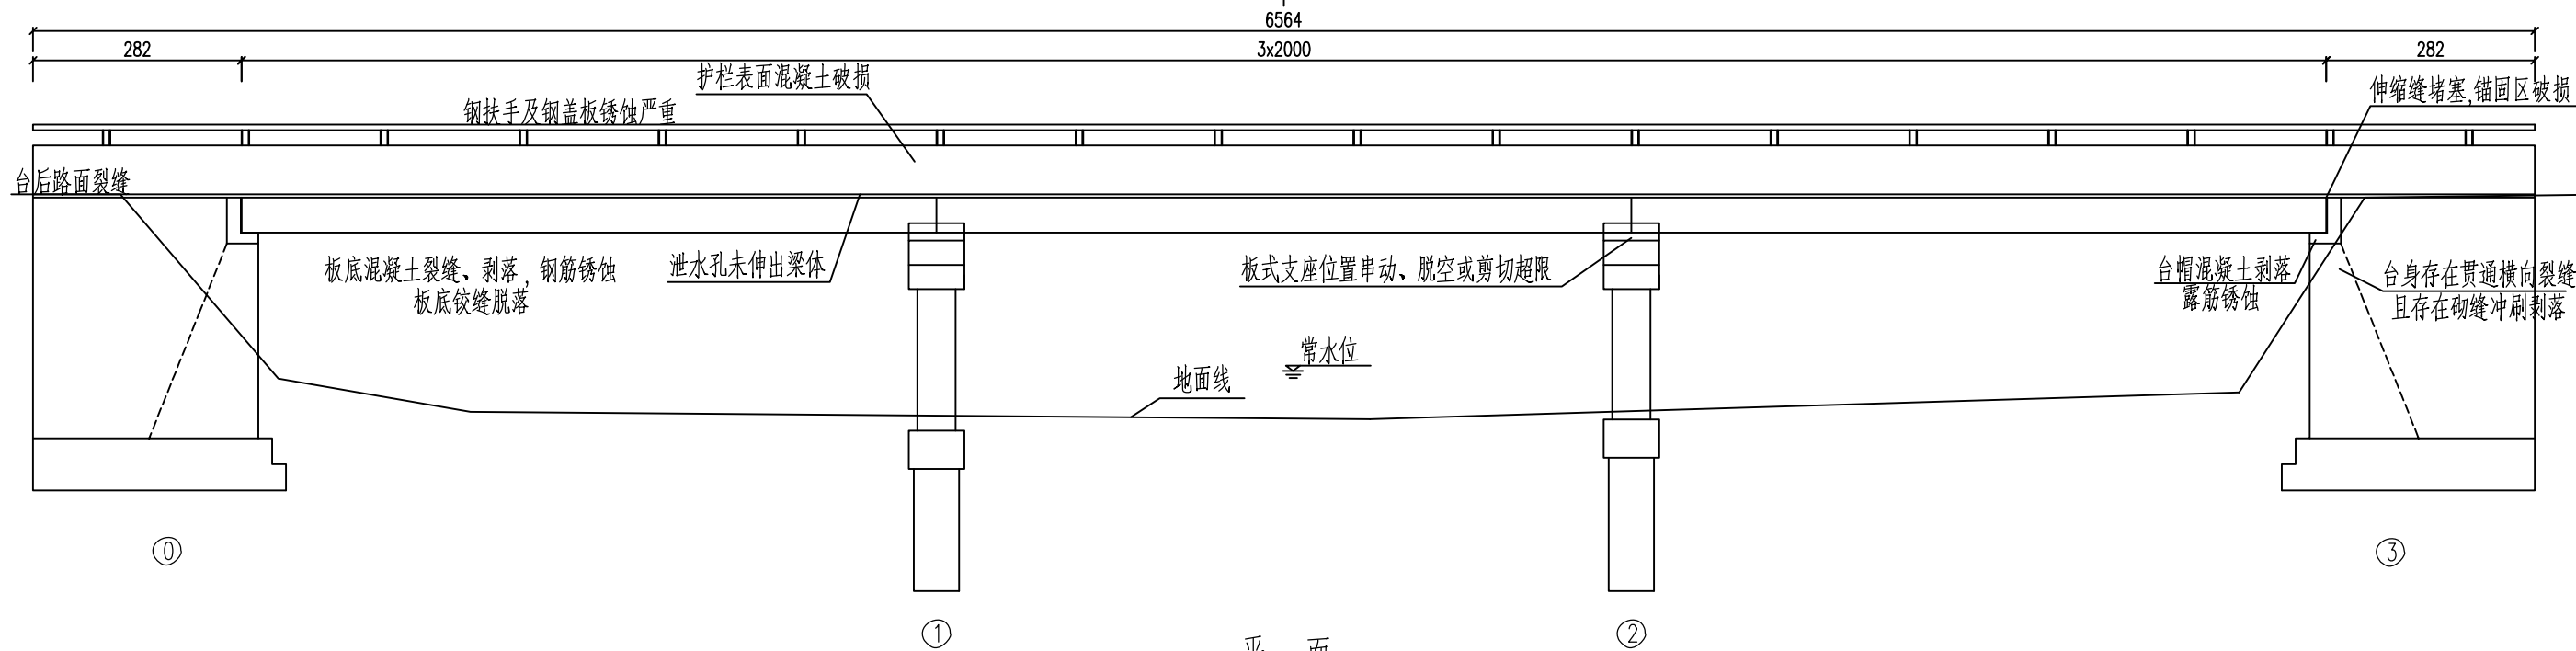 6564
282
3x2000
282
护栏表面混凝土破损
伸缩缝堵塞,锚固区破损
钢扶手及钢盖板锈蚀严重
台后路面裂缝
板底混凝土裂缝、剥落,钢筋锈蚀
板底铰缝脱落
泄水孔未伸出梁体
板式支座位置串动、脱空或剪切超限
台帽混凝土剥落
露筋锈蚀
台身存在贯通横向裂缝
且存在砌缝冲刷剥落
常水位
地面线
0
3
1
2
平 面